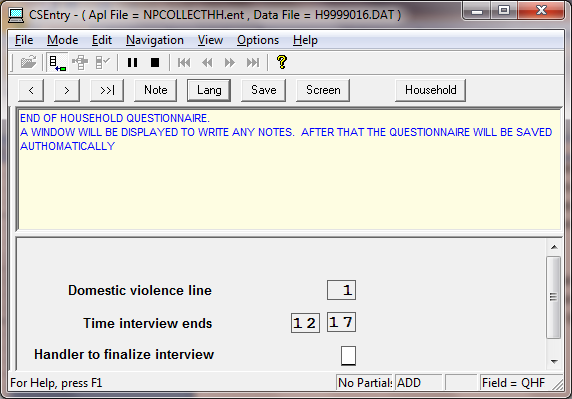 CSEntry - ( Apl File = NPCOLLECTHH.ent , Data File = H9999016.DAT )
File Mode Edit Navigation View Options Help
< > >>| Note Lang Save Screen Household
END OF HOUSEHOLD QUESTIONNAIRE.
A WINDOW WILL BE DISPLAYED TO WRITE ANY NOTES. AFTER THAT THE QUESTIONNAIRE WILL BE SAVED
AUTHOMATICALLY
Domestic violence line 1
Time interview ends 12 17
Handler to finalize interview
For Help, press F1 No Partial: ADD Field = QHF